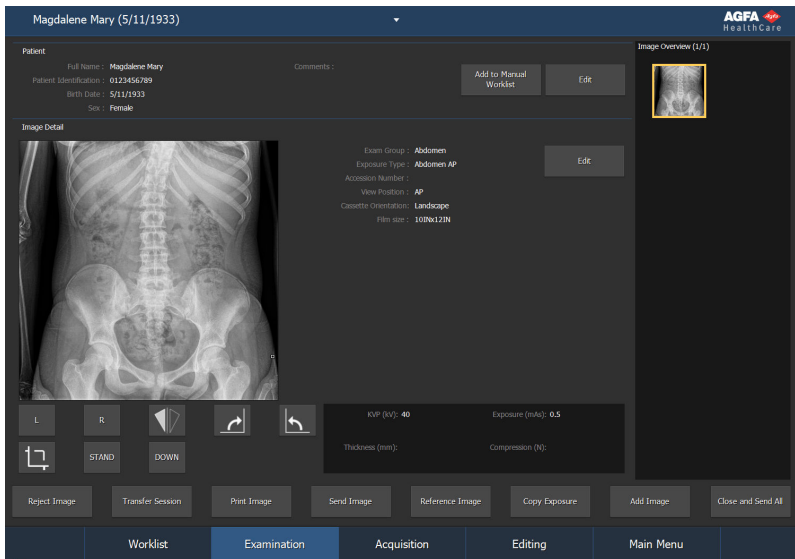 Magdalene Mary (5/11/1933)
AGFA Agfa
HealthCare
Patient
Full Name : Magdalene Mary
Comments :
Patient Identification : 0123456789
Birth Date : 5/11/1933
Sex : Female
Add to Manual
Worklist
Edit
Image Overview (1/1)
Image Detail
Exam Group : Abdomen
Exposure Type : Abdomen AP
Accession Number :
View Position : AP
Cassette Orientation: Landscape
Film size : 10INx12IN
Edit
L
R
STAND
DOWN
KVP (kV): 40
Exposure (mAs): 0.5
Thickness (mm):
Compression (N):
Reject Image
Transfer Session
Print Image
Send Image
Reference Image
Copy Exposure
Add Image
Close and Send All
Worklist
Examination
Acquisition
Editing
Main Menu